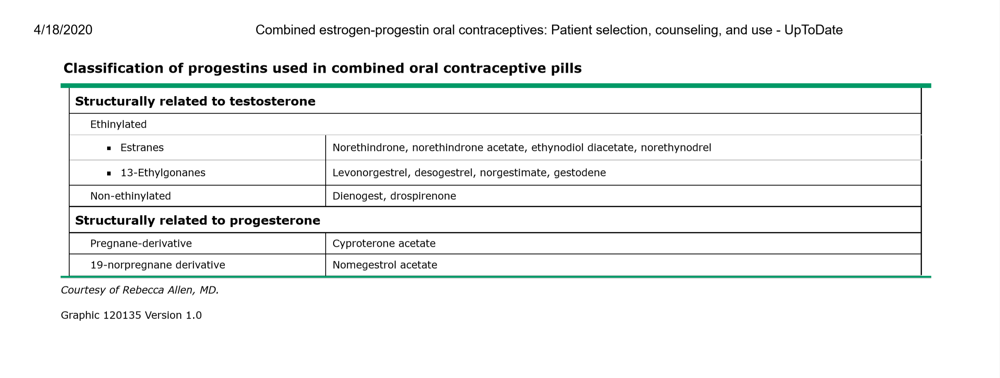 4/18/2020 Combined estrogen-progestin oral contraceptives: Patient selection, counseling, and use - UpToDate
Classification of progestins used in combined oral contraceptive pills
Structurally related to testosterone
Ethinylated
▪ Estranes Norethindrone, norethindrone acetate, ethynodiol diacetate, norethynodrel
▪ 13-Ethylgonanes Levonorgestrel, desogestrel, norgestimate, gestodene
Non-ethinylated Dienogest, drospirenone
Structurally related to progesterone
Pregnane-derivative Cyproterone acetate
19-norpregnane derivative Nomegestrol acetate
Courtesy of Rebecca Allen, MD.
Graphic 120135 Version 1.0